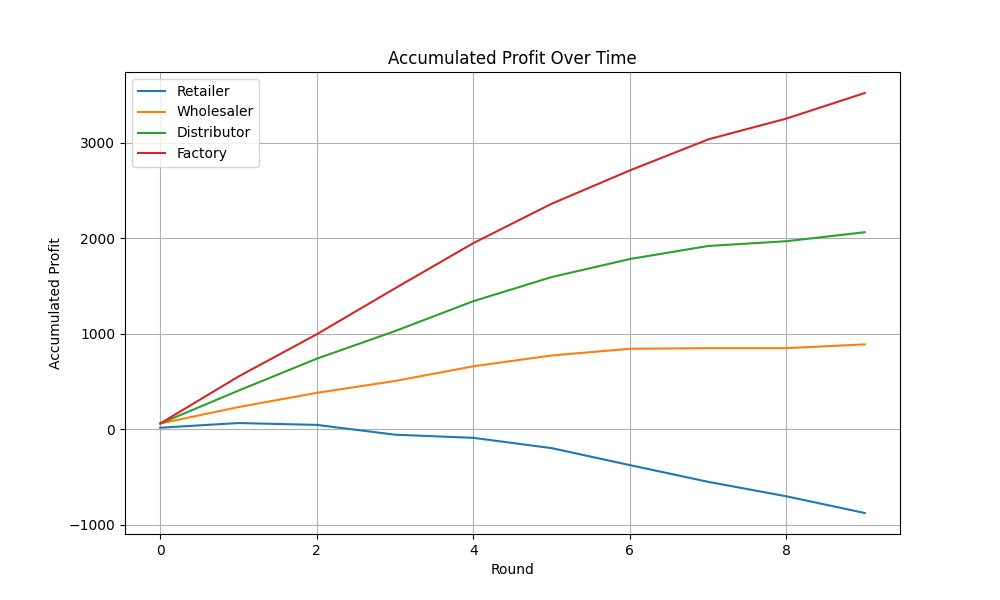 Accumulated Profit Over Time
Retailer
Wholesaler
Distributor
Factory
Accumulated Profit
3000
2000
1000
0
−1000
0 2 4 6 8
Round